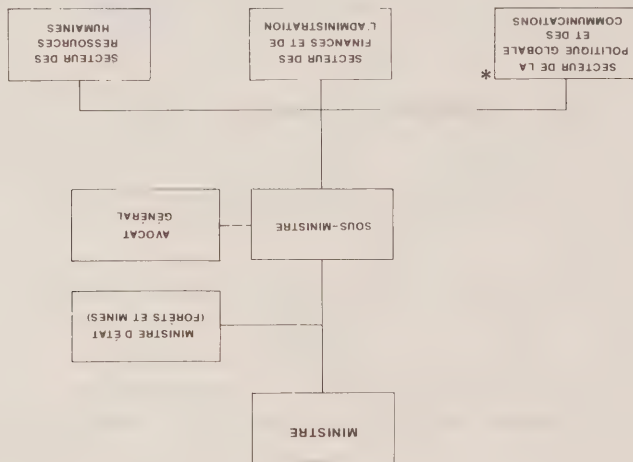 MINISTRE
MINISTRE D'ÉTAT
(FORÊTS ET MINES)
SOUS-MINISTRE
AVOCAT
GÉNÉRAL
*
SECTEUR DE LA
POLITIQUE GLOBALE
ET DES
COMMUNICATIONS
SECTEUR DES
FINANCES ET DE
L'ADMINISTRATION
SECTEUR DES
RESSOURCES
HUMAINES